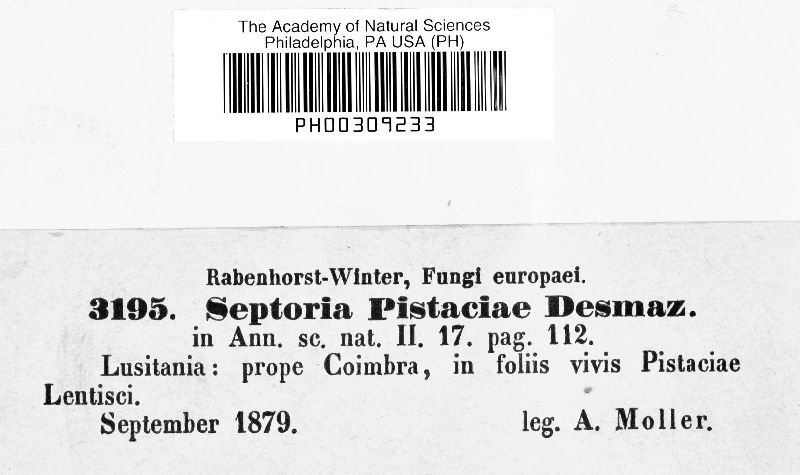 The Academy of Natural Sciences
Philadelphia, PA USA (PH)
PH00309233
Rabenhorst-Winter, Fungi europaei.
3195. Septoria Pistaciae Desmaz.
in Ann. sc. nat. II. 17. pag. 112.
Lusitania: prope Coimbra, in foliis vivis Pistaciae
Lentisci.
September 1879. leg. A. Moller.